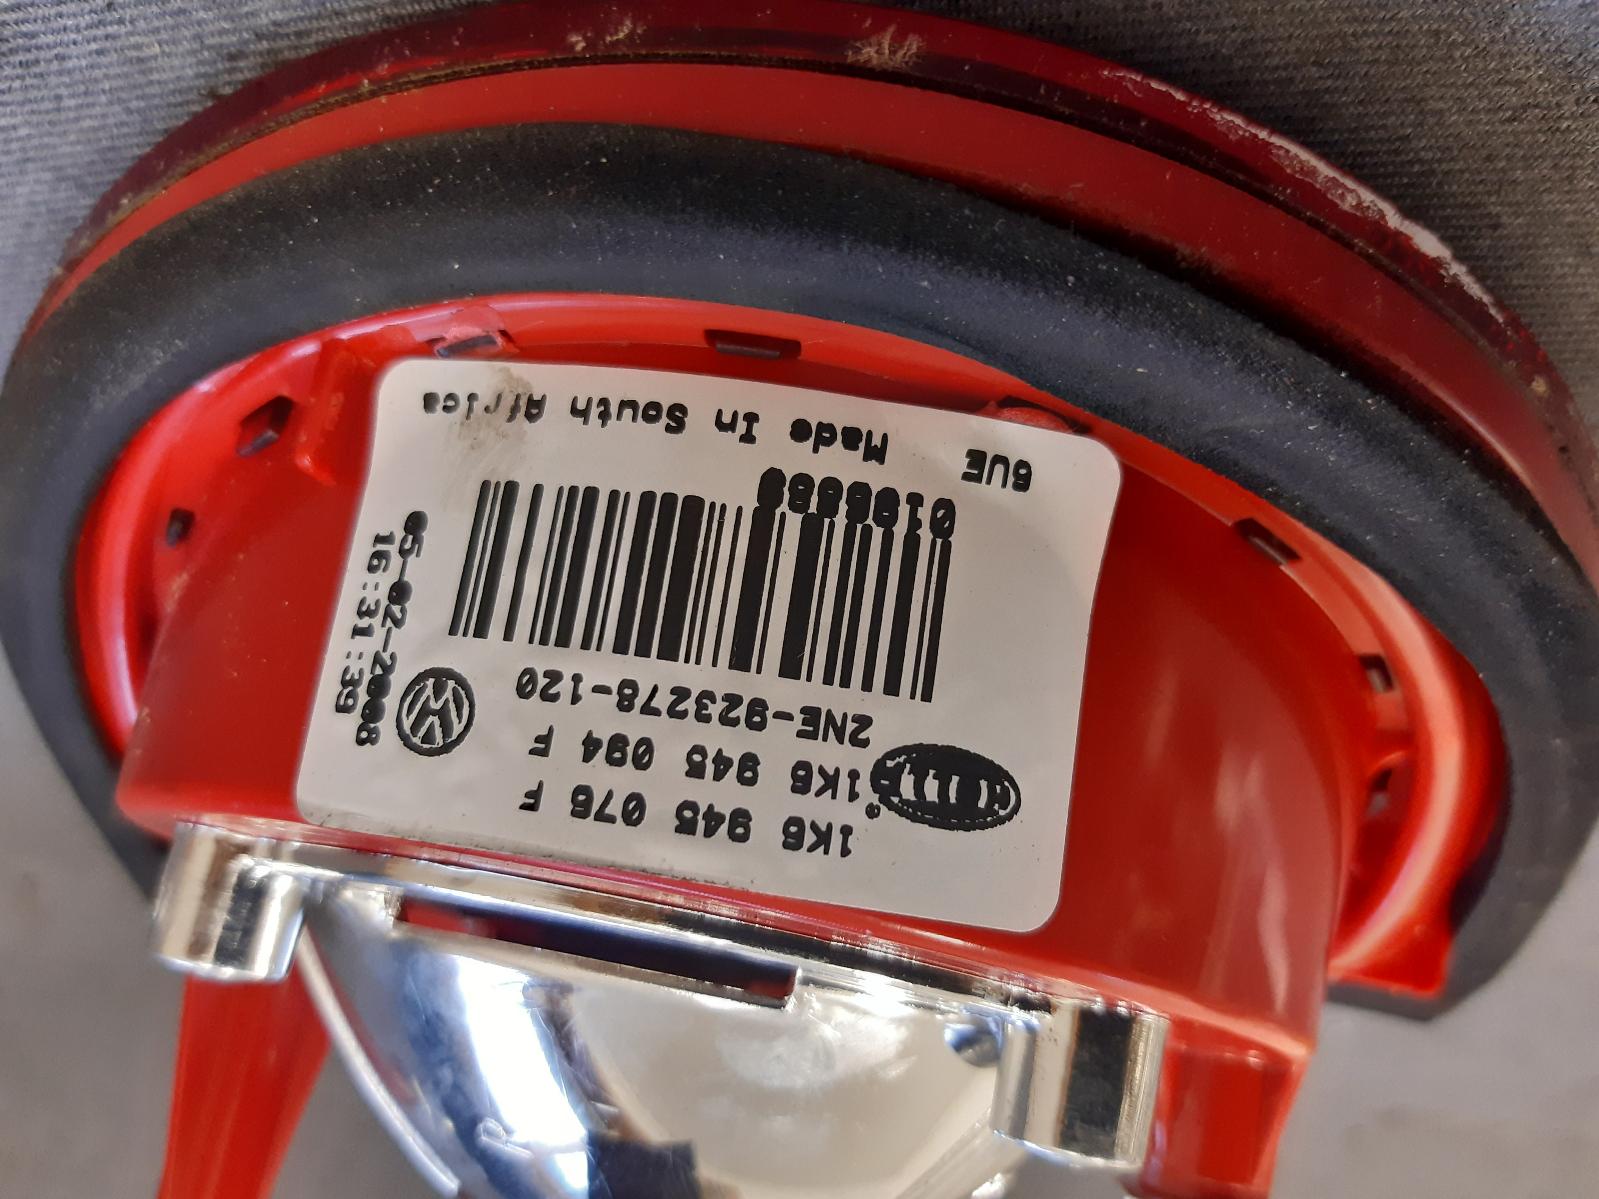 1K6 945 076 F
1K6 945 094 F
2NE-923278-120
HELLA
05-02-2008
16:31:39
6UE
Made In South Africa